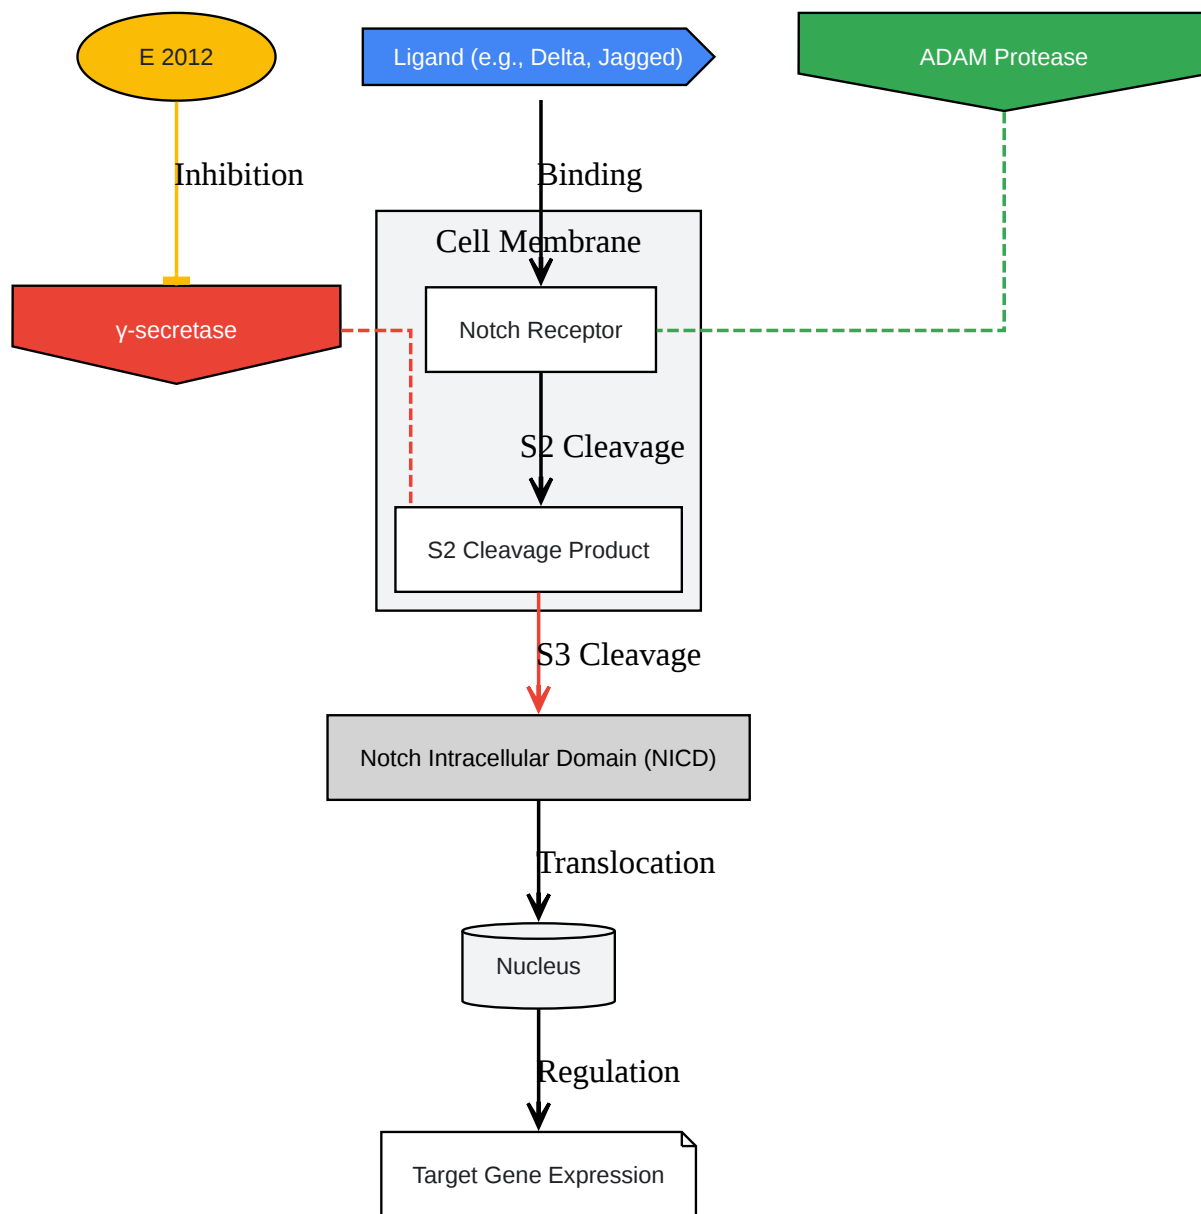 E 2012
Ligand (e.g., Delta, Jagged)
ADAM Protease
Inhibition
Binding
Cell Membrane
γ-secretase
Notch Receptor
S2 Cleavage
S2 Cleavage Product
S3 Cleavage
Notch Intracellular Domain (NICD)
Translocation
Nucleus
Regulation
Target Gene Expression